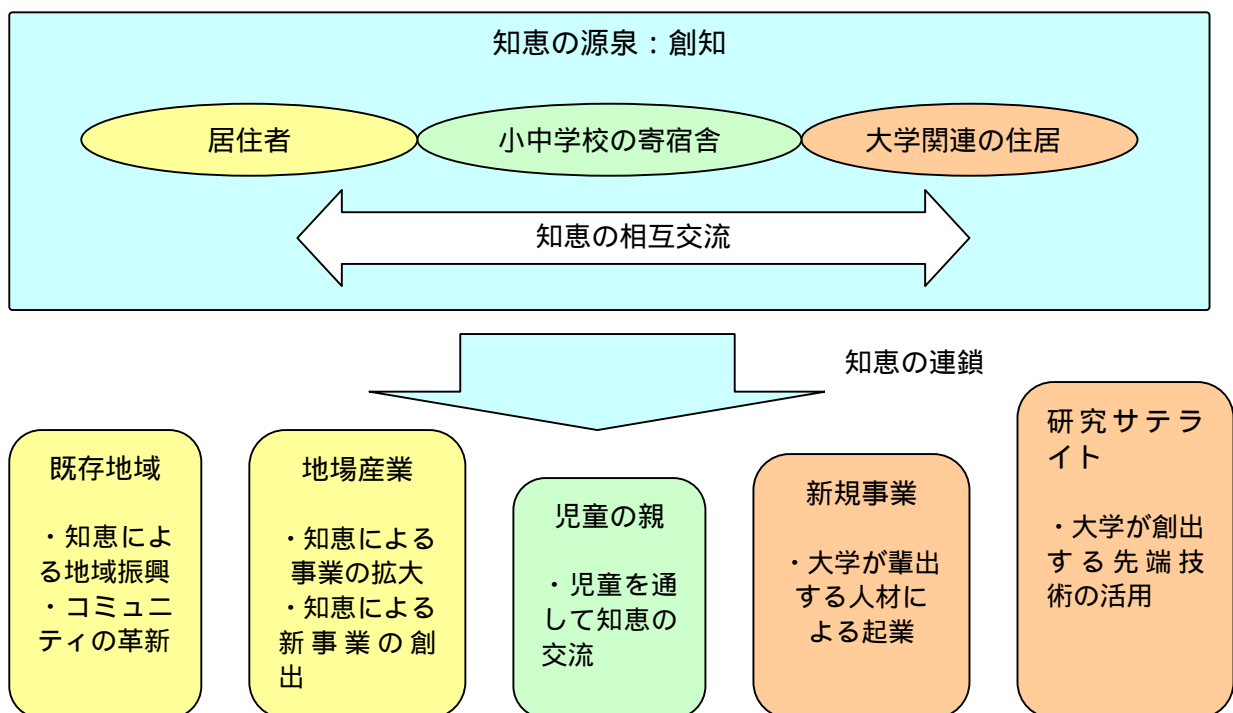 知恵の源泉：創知
居住者
小中学校の寄宿舎
大学関連の住居
知恵の相互交流
知恵の連鎖
既存地域
・知恵によ
る地域振興
・コミュニ
ティの革新
地場産業
・知恵による
事業の拡大
・知恵による
新事業の創
出
児童の親
・児童を通
して知恵の
交流
新規事業
・大学が輩出
する人材に
よる起業
研究サテラ
イト
・大学が創出
する先端技
術の活用